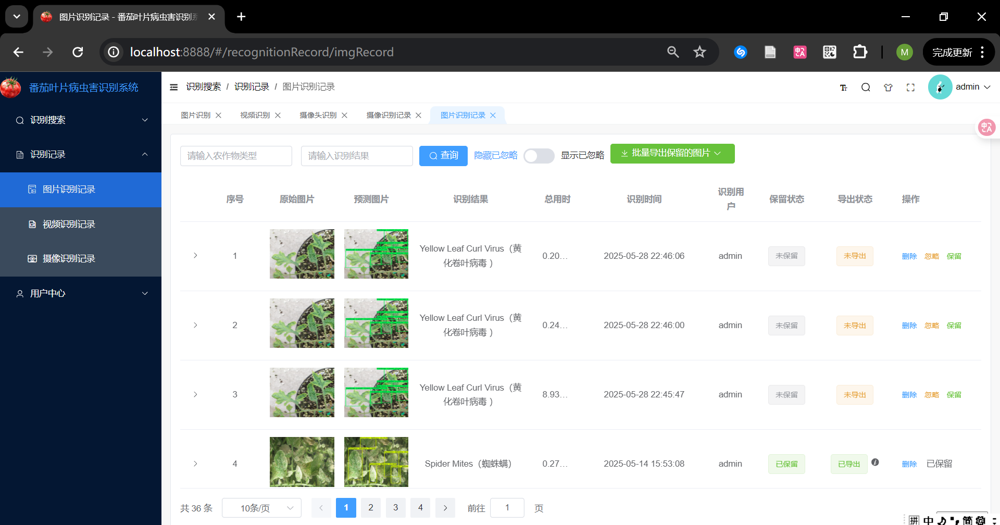 图片识别记录 - 番茄叶片病虫害识别系
localhost:8888/#/recognitionRecord/imgRecord
M
完成更新
番茄叶片病虫害识别系统
识别搜索
识别记录
图片识别记录
视频识别记录
摄像识别记录
用户中心
识别搜索 / 识别记录 / 图片识别记录
admin
图片识别
视频识别
摄像头识别
摄像识别记录
图片识别记录
请输入农作物类型
请输入识别结果
查询
隐藏已忽略
显示已忽略
批量导出保留的图片
序号 原始图片 预测图片 识别结果 总用时 识别时间 识别用户 保留状态 导出状态 操作
1 Yellow Leaf Curl Virus（黄 0.20... 2025-05-28 22:46:06 admin 未保留 未导出 删除 忽略 保留
化卷叶病毒 ）
2 Yellow Leaf Curl Virus（黄 0.24... 2025-05-28 22:46:00 admin 未保留 未导出 删除 忽略 保留
化卷叶病毒 ）
3 Yellow Leaf Curl Virus（黄 8.93... 2025-05-28 22:45:47 admin 未保留 未导出 删除 忽略 保留
化卷叶病毒 ）
4 Spider Mites（蜘蛛螨） 0.27... 2025-05-14 15:53:08 admin 已保留 已导出 删除 已保留
共 36 条 10条/页 1 2 3 4 前往 1 页
拼 中 简